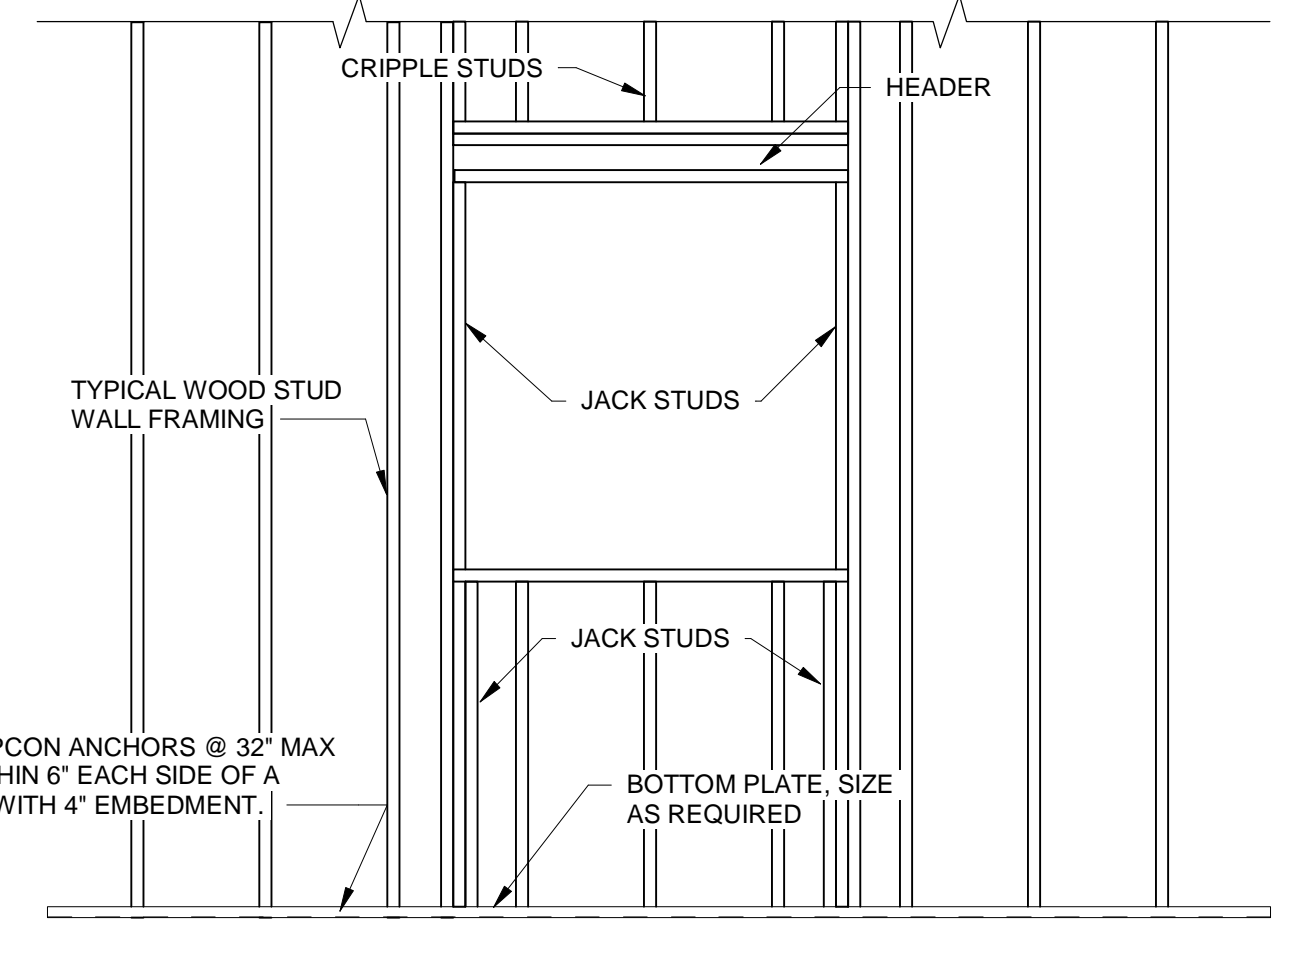 CRIPPLE STUDS
HEADER
TYPICAL WOOD STUD
WALL FRAMING
JACK STUDS
JACK STUDS
ANCHORS @ 32" MAX
6" EACH SIDE OF A
WITH 4" EMBEDMENT.
BOTTOM PLATE, SIZE
AS REQUIRED